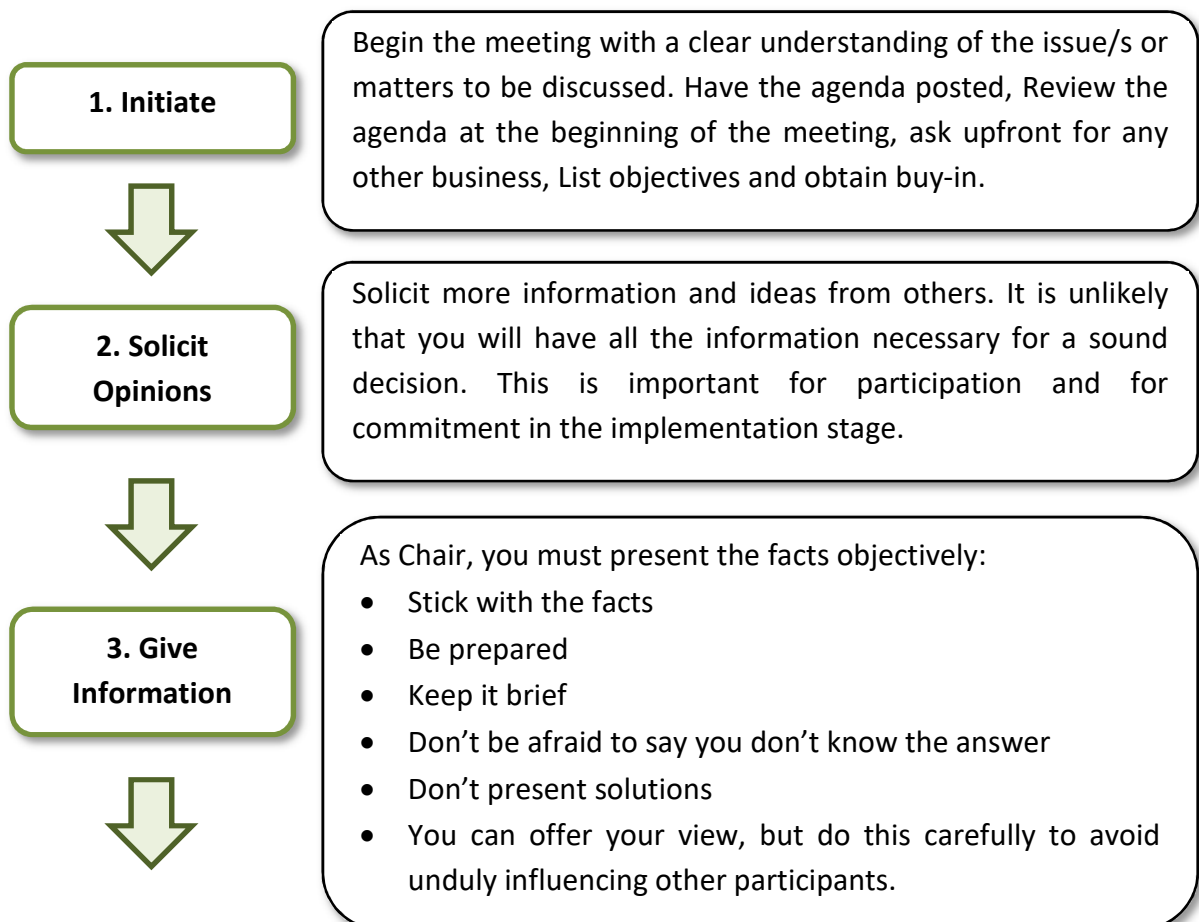 1. Initiate
Begin the meeting with a clear understanding of the issue/s or
matters to be discussed. Have the agenda posted, Review the
agenda at the beginning of the meeting, ask upfront for any
other business, List objectives and obtain buy-in.
2. Solicit
Opinions
Solicit more information and ideas from others. It is unlikely
that you will have all the information necessary for a sound
decision. This is important for participation and for
commitment in the implementation stage.
3. Give
Information
As Chair, you must present the facts objectively:
• Stick with the facts
• Be prepared
• Keep it brief
• Don’t be afraid to say you don’t know the answer
• Don’t present solutions
• You can offer your view, but do this carefully to avoid
unduly influencing other participants.